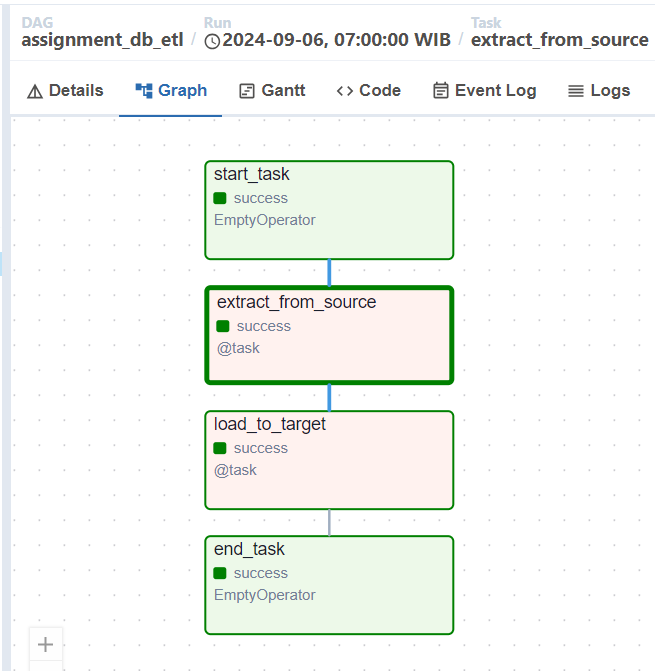 DAG Run Task
assignment_db_etl / 2024-09-06, 07:00:00 WIB / extract_from_source
Details Graph Gantt <> Code Event Log Logs
start_task
success
EmptyOperator
extract_from_source
success
@task
load_to_target
success
@task
end_task
success
EmptyOperator
+